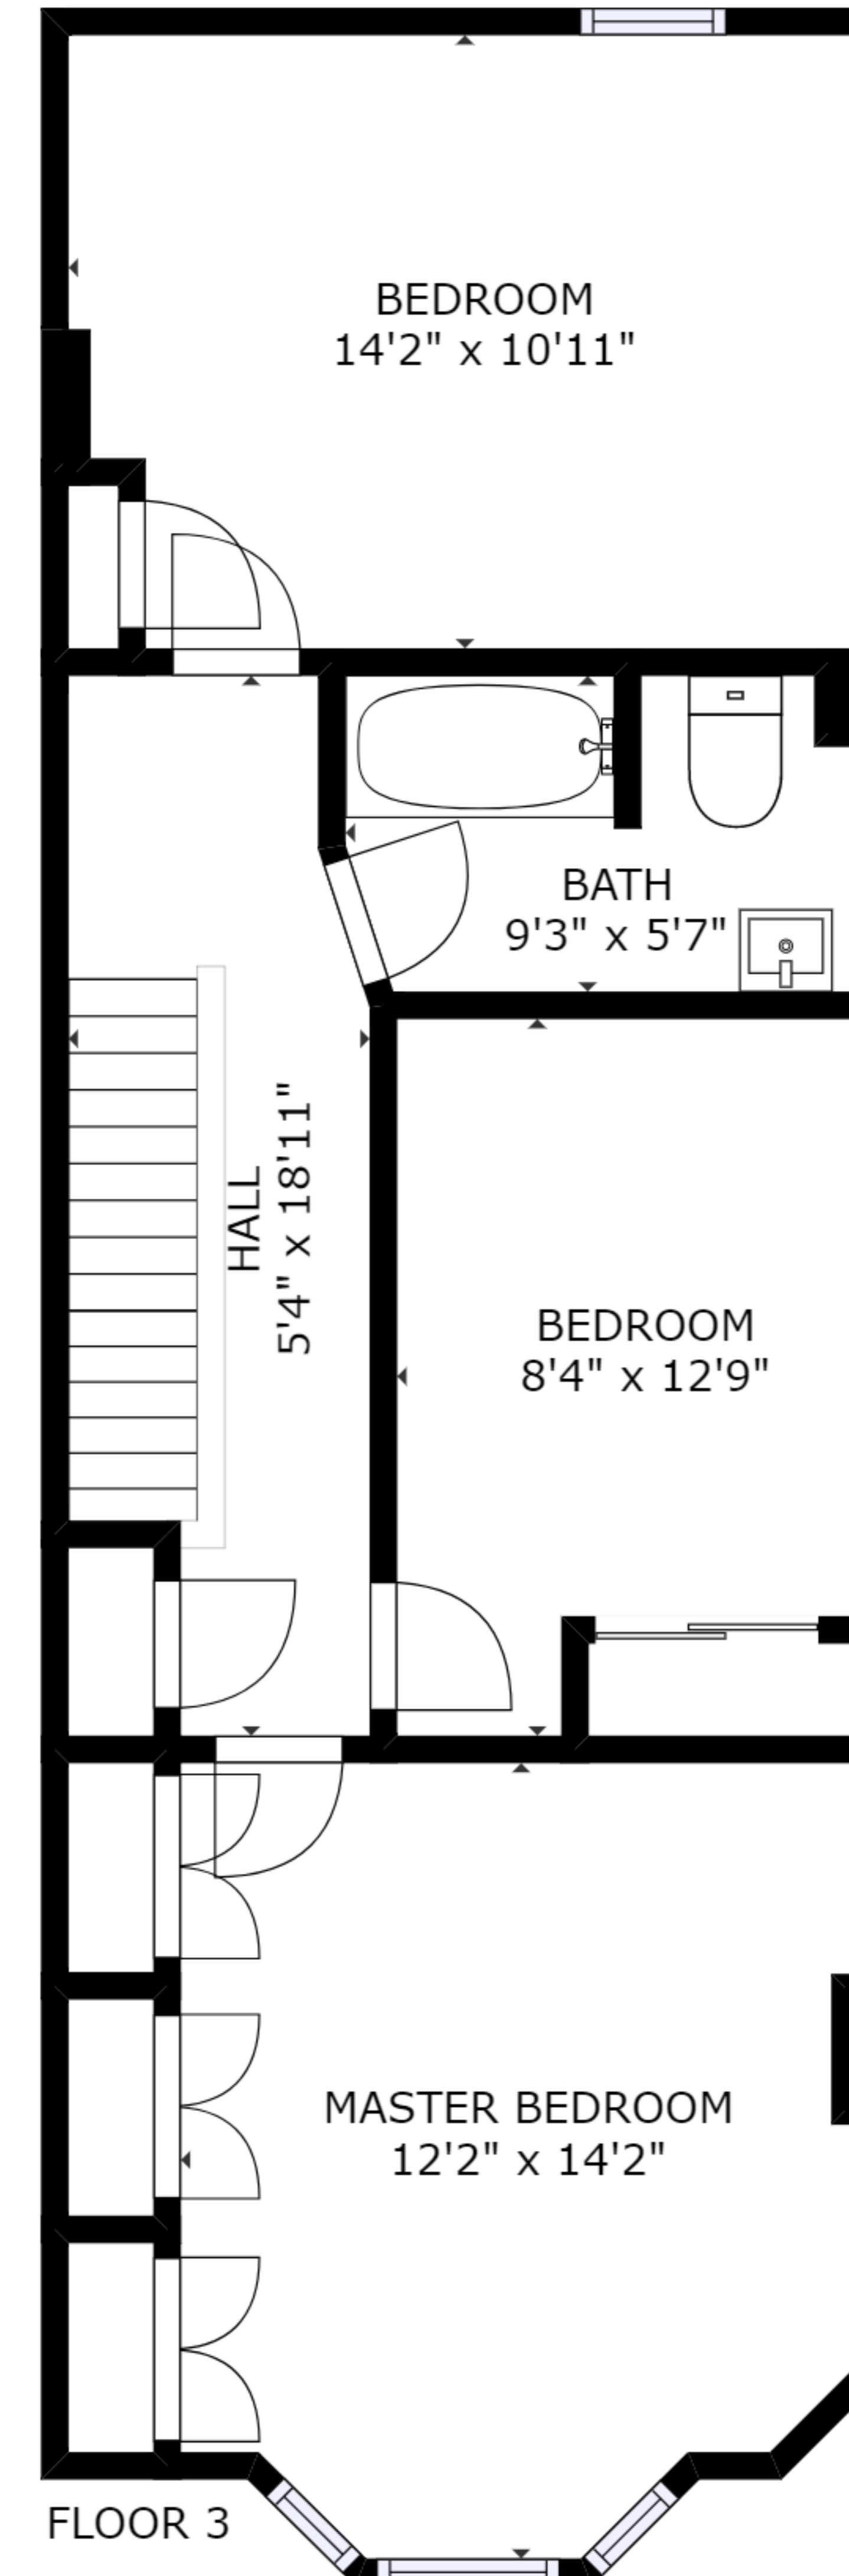 BEDROOM
14'2" x 10'11"
BATH
9'3" x 5'7"
HALL
5'4" x 18'11"
BEDROOM
8'4" x 12'9"
MASTER BEDROOM
12'2" x 14'2"
FLOOR 3